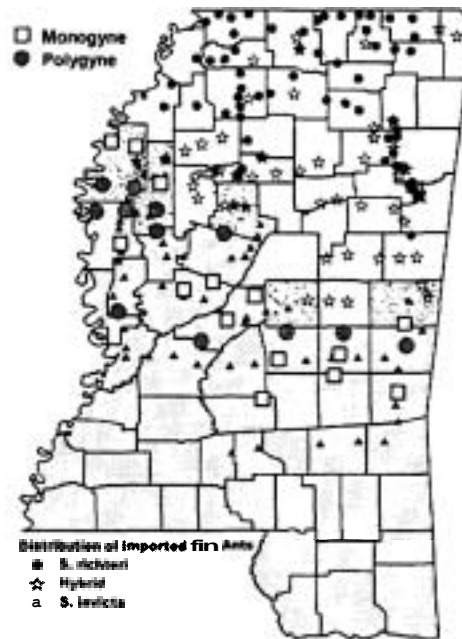 Monogyne
Polygyne
Distribution of Imported fin Ants
S. richteri
Hybrid
a S. invicta